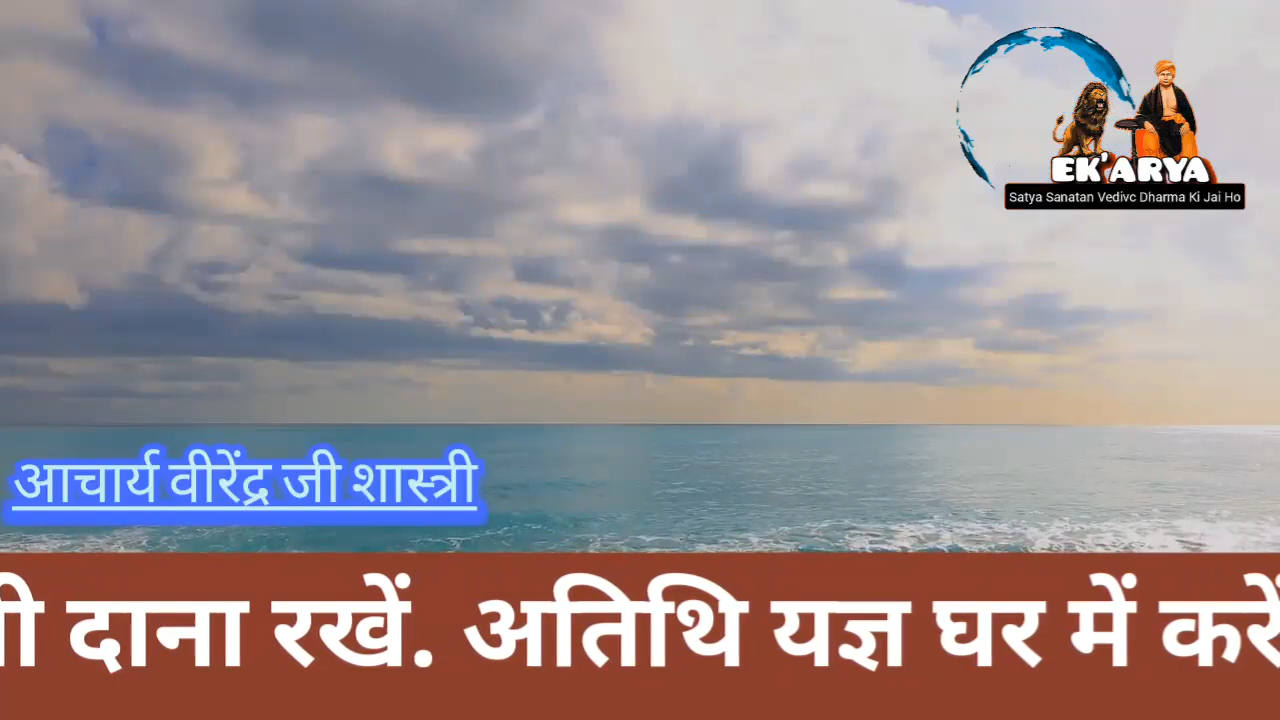 EK'ARYA
Satya Sanatan Vedivc Dharma Ki Jai Ho
आचार्य वीरेंद्र जी शास्त्री
दाना रखें. अतिथि यज्ञ घर में करें